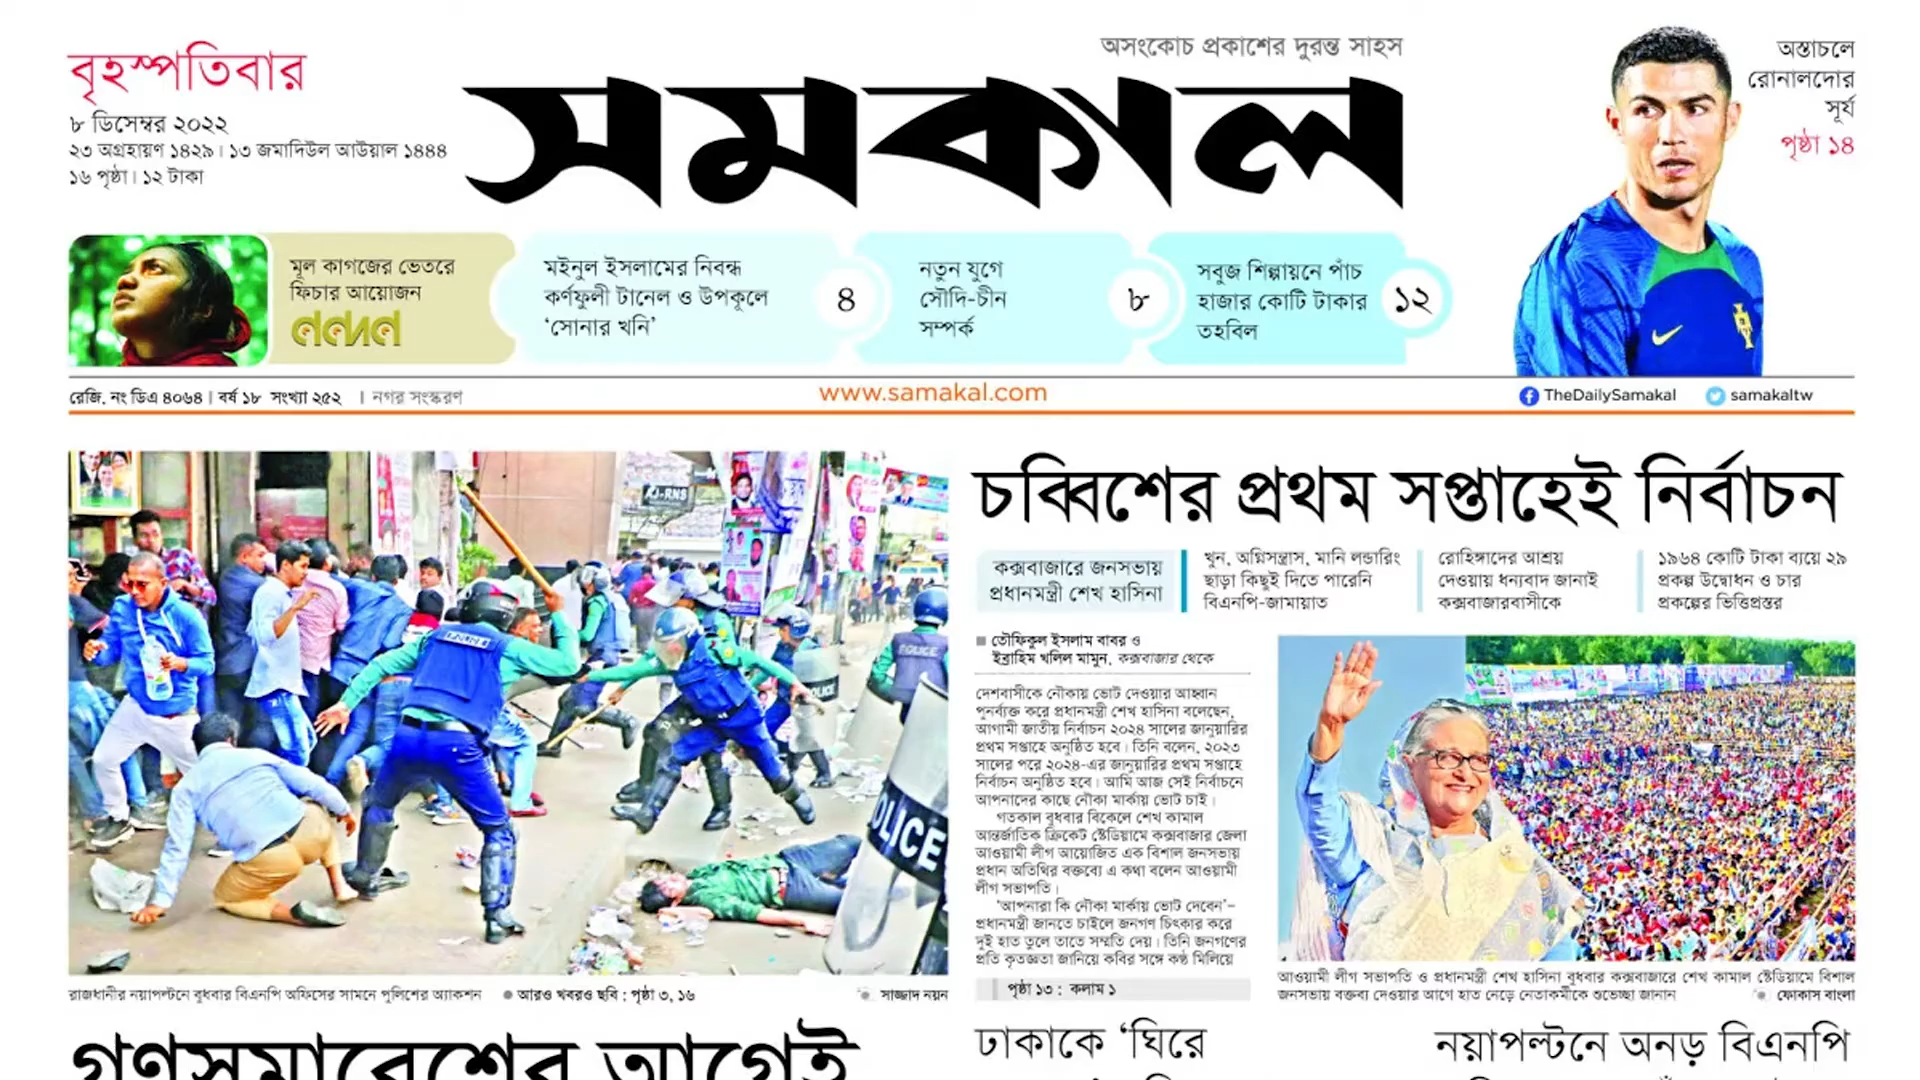 বৃহস্পতিবার
৮ ডিসেম্বর ২০২২
২৩ অগ্রহায়ণ ১৪২৯। ১৩ জমাদিউল আউয়াল ১৪৪৪
১৬ পৃষ্ঠা। ১২ টাকা
অসংকোচ প্রকাশের দুরন্ত সাহস
সমকাল
অস্তাচলে
রোনালদোর
সূর্য
পৃষ্ঠা ১৪
মূল কাগজের ভেতরে
ফিচার আয়োজন
নন্দন
মইনুল ইসলামের নিবন্ধ
কর্ণফুলী টানেল ও উপকূলে
‘সোনার খনি’
৪
নতুন যুগে
সৌদি-চীন
সম্পর্ক
৮
সবুজ শিল্পায়নে পাঁচ
হাজার কোটি টাকার
তহবিল
১২
রেজি. নং ডিএ ৪০৬৪ | বর্ষ ১৮ সংখ্যা ২৫২ | নগর সংস্করণ
www.samakal.com
TheDailySamakal
samakaltw
KJ-RNS
POLICE
POLICE
OLICE
রাজধানীর নয়াপল্টনে বুধবার বিএনপি অফিসের সামনে পুলিশের অ্যাকশন ● আরও খবরও ছবি : পৃষ্ঠা ৩, ১৬
সাজ্জাদ নয়ন
গণসমাবেশের আগেই
চব্বিশের প্রথম সপ্তাহেই নির্বাচন
কক্সবাজারে জনসভায়
প্রধানমন্ত্রী শেখ হাসিনা
খুন, অগ্নিসন্ত্রাস, মানি লন্ডারিং
ছাড়া কিছুই দিতে পারেনি
বিএনপি-জামায়াত
রোহিঙ্গাদের আশ্রয়
দেওয়ায় ধন্যবাদ জানাই
কক্সবাজারবাসীকে
১৯৬৪ কোটি টাকা ব্যয়ে ২৯
প্রকল্প উদ্বোধন ও চার
প্রকল্পের ভিত্তিপ্রস্তর
■ তৌফিকুল ইসলাম বাবর ও
ইব্রাহিম খলিল মামুন, কক্সবাজার থেকে
দেশবাসীকে নৌকায় ভোট দেওয়ার আহ্বান
পুনর্ব্যক্ত করে প্রধানমন্ত্রী শেখ হাসিনা বলেছেন,
আগামী জাতীয় নির্বাচন ২০২৪ সালের জানুয়ারির
প্রথম সপ্তাহে অনুষ্ঠিত হবে। তিনি বলেন, ২০২৩
সালের পরে ২০২৪-এর জানুয়ারির প্রথম সপ্তাহে
নির্বাচন অনুষ্ঠিত হবে। আমি আজ সেই নির্বাচনে
আপনাদের কাছে নৌকা মার্কায় ভোট চাই।
গতকাল বুধবার বিকেলে শেখ কামাল
আন্তর্জাতিক ক্রিকেট স্টেডিয়ামে কক্সবাজার জেলা
আওয়ামী লীগ আয়োজিত এক বিশাল জনসভায়
প্রধান অতিথির বক্তব্যে এ কথা বলেন আওয়ামী
লীগ সভাপতি।
‘আপনারা কি নৌকা মার্কায় ভোট দেবেন’–
প্রধানমন্ত্রী জানতে চাইলে জনগণ চিৎকার করে
দুই হাত তুলে তাতে সম্মতি দেয়। তিনি জনগণের
প্রতি কৃতজ্ঞতা জানিয়ে কবির সঙ্গে কণ্ঠ মিলিয়ে
পৃষ্ঠা ১৩ : কলাম ১
আওয়ামী লীগ সভাপতি ও প্রধানমন্ত্রী শেখ হাসিনা বুধবার কক্সবাজারে শেখ কামাল স্টেডিয়ামে বিশাল
জনসভায় বক্তব্য দেওয়ার আগে হাত নেড়ে নেতাকর্মীকে শুভেচ্ছা জানান
ফোকাস বাংলা
ঢাকাকে ‘ঘিরে
নয়াপল্টনে অনড় বিএনপি